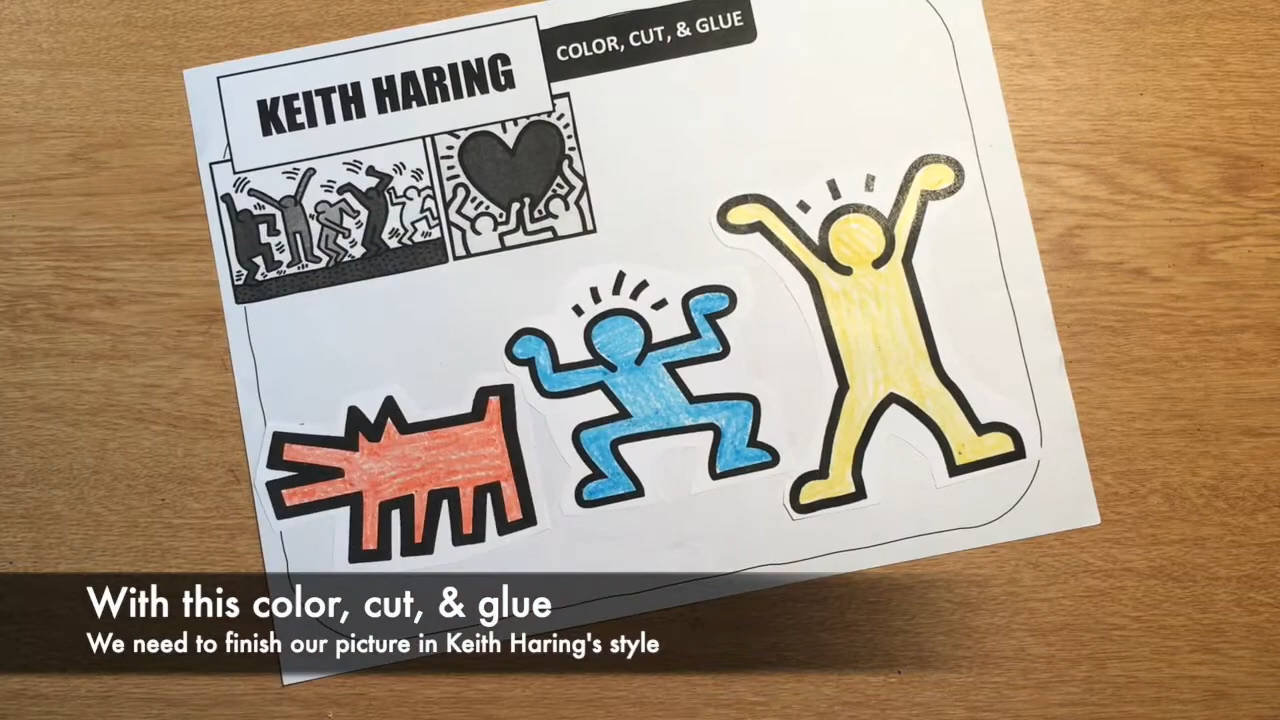 KEITH HARING
COLOR, CUT, & GLUE
With this color, cut, & glue
We need to finish our picture in Keith Haring's style